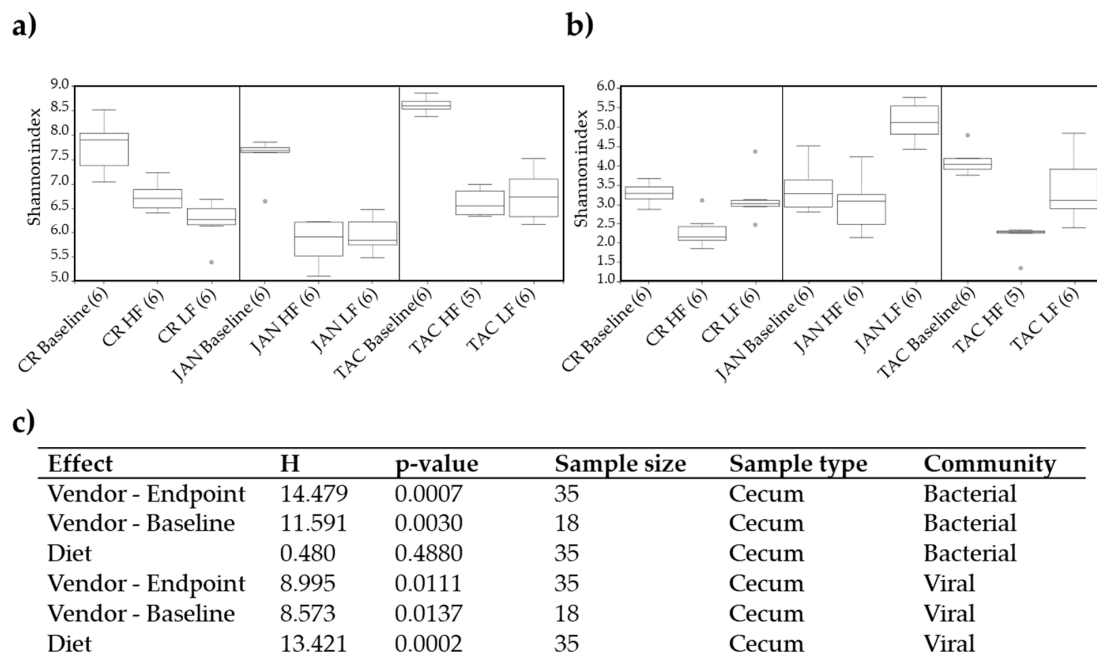 a)
b)
Shannon index
9.0
8.5
8.0
7.5
7.0
6.5
6.0
5.5
5.0
CR Baseline (6)
CR HF (6)
CR LF (6)
JAN Baseline (6)
JAN HF (6)
JAN LF (6)
TAC Baseline(6)
TAC HF (5)
TAC LF (6)
Shannon index
6.0
5.5
5.0
4.5
4.0
3.5
3.0
2.5
2.0
1.5
1.0
CR Baseline (6)
CR HF (6)
CR LF (6)
JAN Baseline (6)
JAN HF (6)
JAN LF (6)
TAC Baseline(6)
TAC HF (5)
TAC LF (6)
c)
Effect H p-value Sample size Sample type Community
Vendor - Endpoint 14.479 0.0007 35 Cecum Bacterial
Vendor - Baseline 11.591 0.0030 18 Cecum Bacterial
Diet 0.480 0.4880 35 Cecum Bacterial
Vendor - Endpoint 8.995 0.0111 35 Cecum Viral
Vendor - Baseline 8.573 0.0137 18 Cecum Viral
Diet 13.421 0.0002 35 Cecum Viral